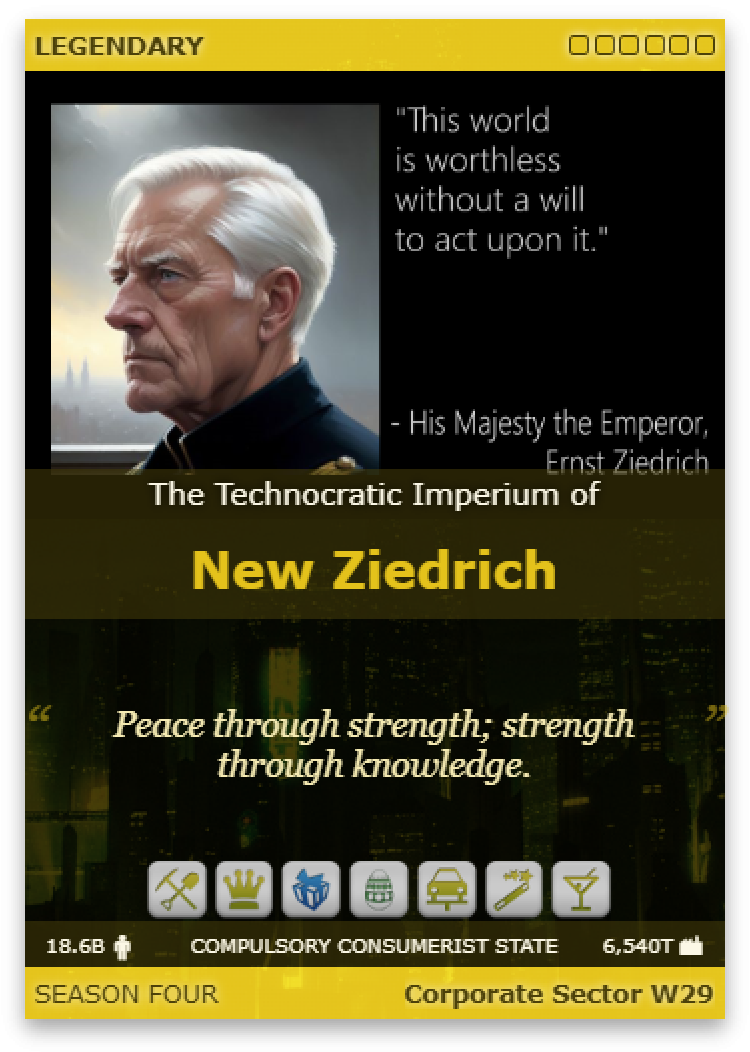 LEGENDARY
"This world
is worthless
without a will
to act upon it."
- His Majesty the Emperor,
Ernst Ziedrich
The Technocratic Imperium of
New Ziedrich
“ Peace through strength; strength ”
through knowledge.
18.6B COMPULSORY CONSUMERIST STATE 6,540T
SEASON FOUR Corporate Sector W29